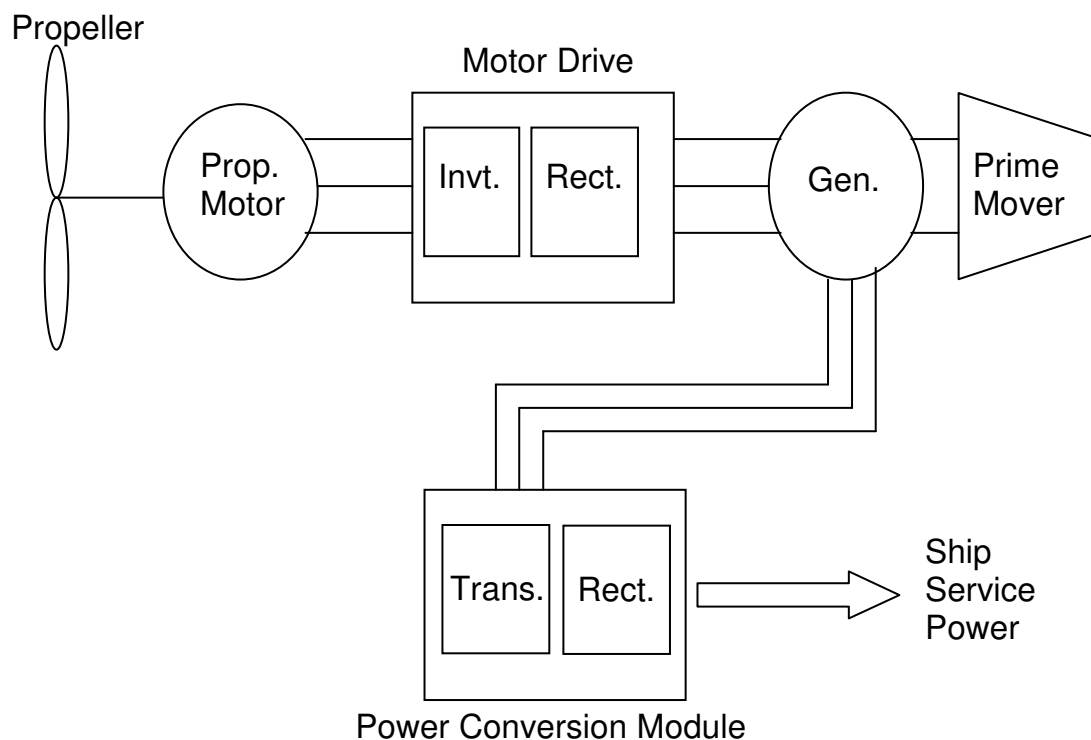 Propeller
Motor Drive
Prop.
Motor
Invt.
Rect.
Gen.
Prime
Mover
Trans.
Rect.
Ship
Service
Power
Power Conversion Module